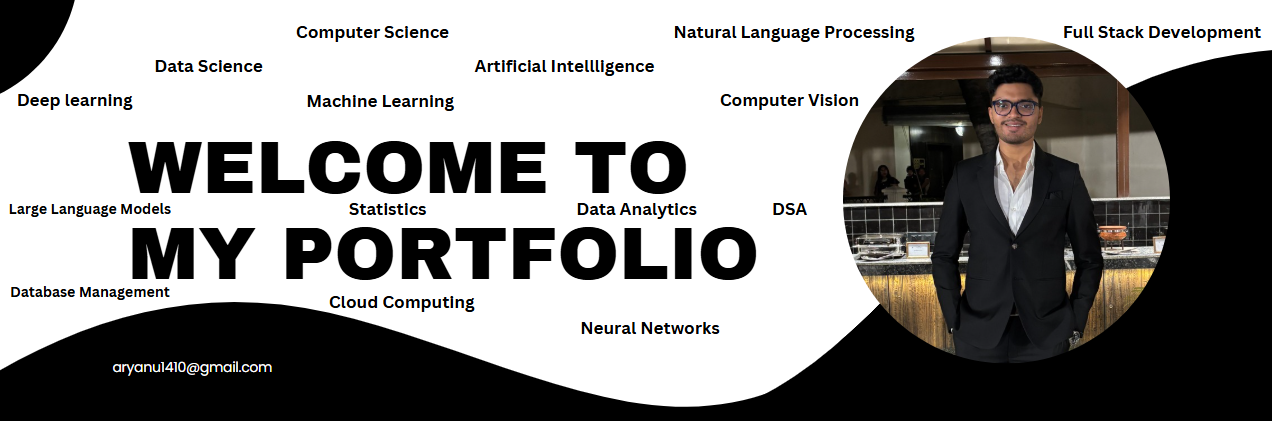 Computer Science
Natural Language Processing
Full Stack Development
Data Science
Artificial Intellligence
Deep learning
Machine Learning
Computer Vision
WELCOME TO
Large Language Models
Statistics
Data Analytics
DSA
MY PORTFOLIO
Database Management
Cloud Computing
Neural Networks
aryanu1410@gmail.com